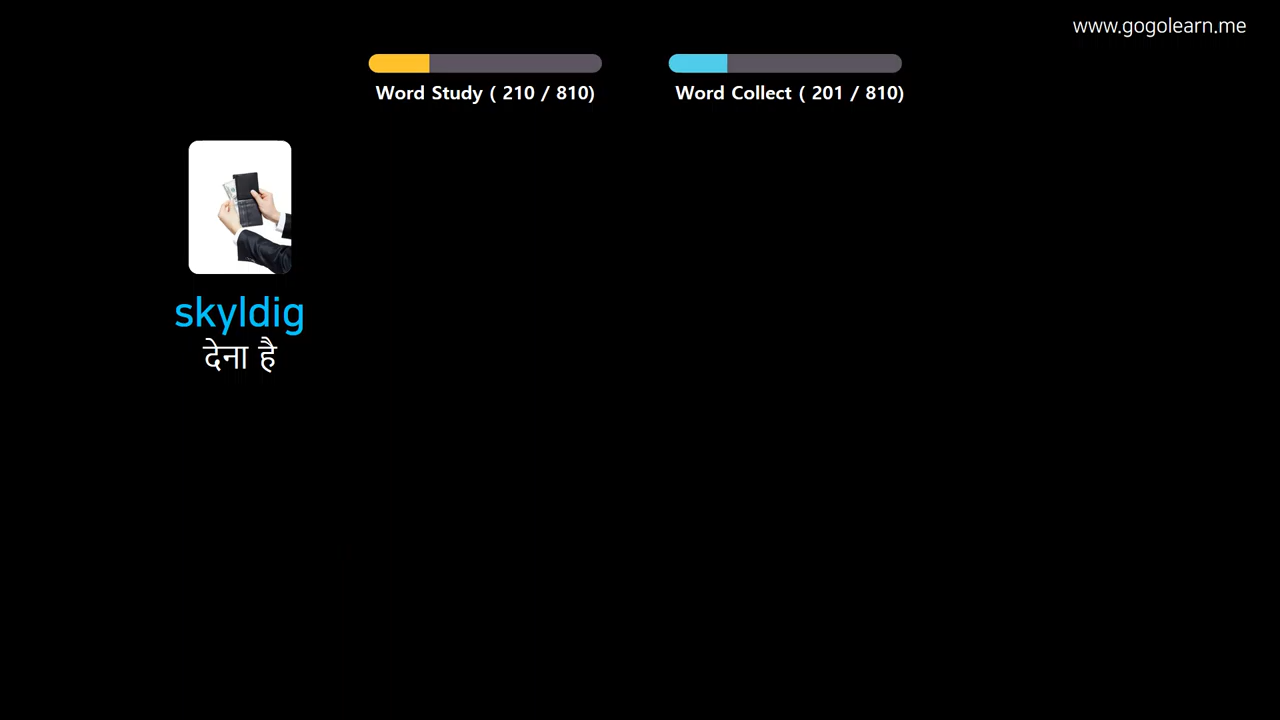 www.gogolearn.me
Word Study ( 210 / 810)
Word Collect ( 201 / 810)
skyldig
देना है